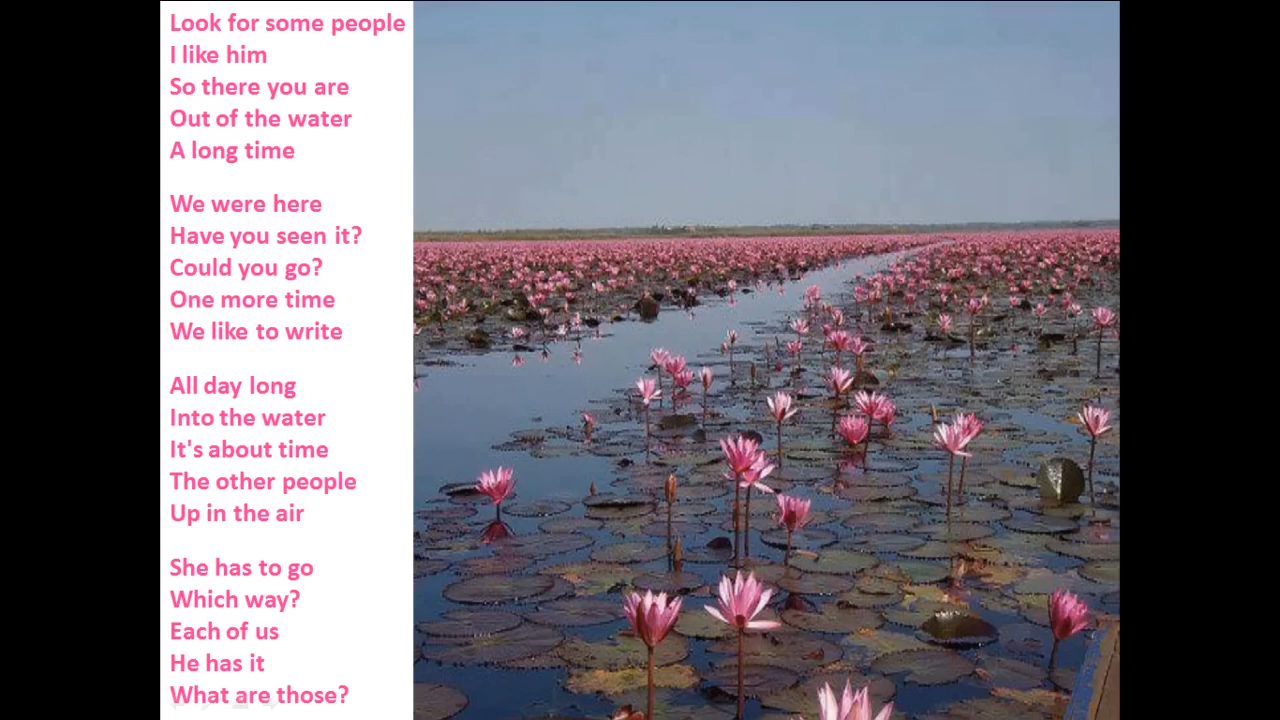 Look for some people
I like him
So there you are
Out of the water
A long time
We were here
Have you seen it?
Could you go?
One more time
We like to write
All day long
Into the water
It's about time
The other people
Up in the air
She has to go
Which way?
Each of us
He has it
What are those?